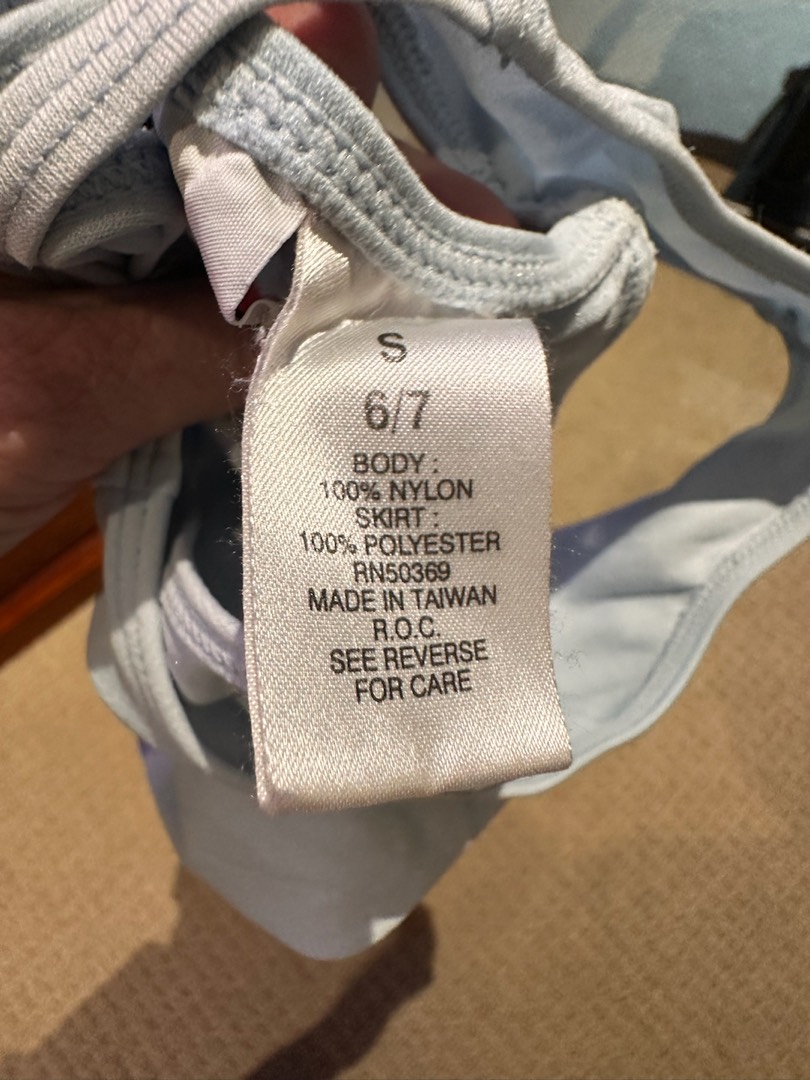 S
6/7
BODY :
100% NYLON
SKIRT :
100% POLYESTER
RN50369
MADE IN TAIWAN
R.O.C.
SEE REVERSE
FOR CARE